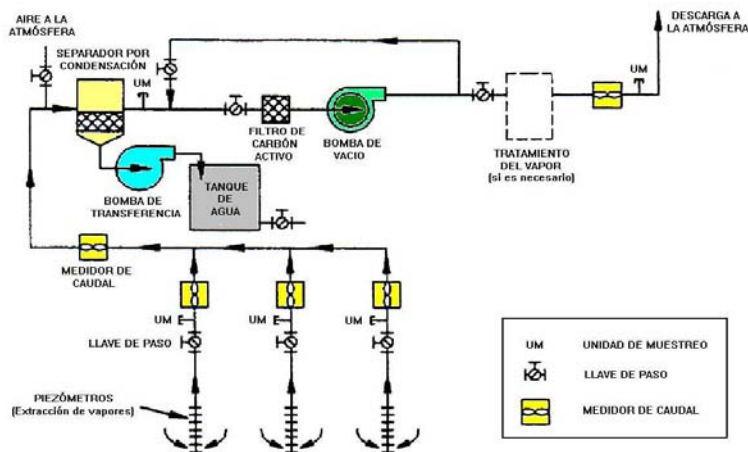 AIRE A LA
ATMÓSFERA
SEPARADOR POR
CONDENSACIÓN
UM
DESCARGA A
LA ATMÓSFERA
UM
FILTRO DE
CARBÓN
ACTIVO
BOMBA DE
VACIO
TRATAMIENTO
DEL VAPOR
(si es necesario)
BOMBA DE
TRANSFERENCIA
TANQUE
DE
AGUA
MEDIDOR DE
CAUDAL
UM
UM
UM
LLAVE DE PASO
PIEZÓMETROS
(Extracción de vapores)
UM UNIDAD DE MUESTREO
LLAVE DE PASO
MEDIDOR DE CAUDAL